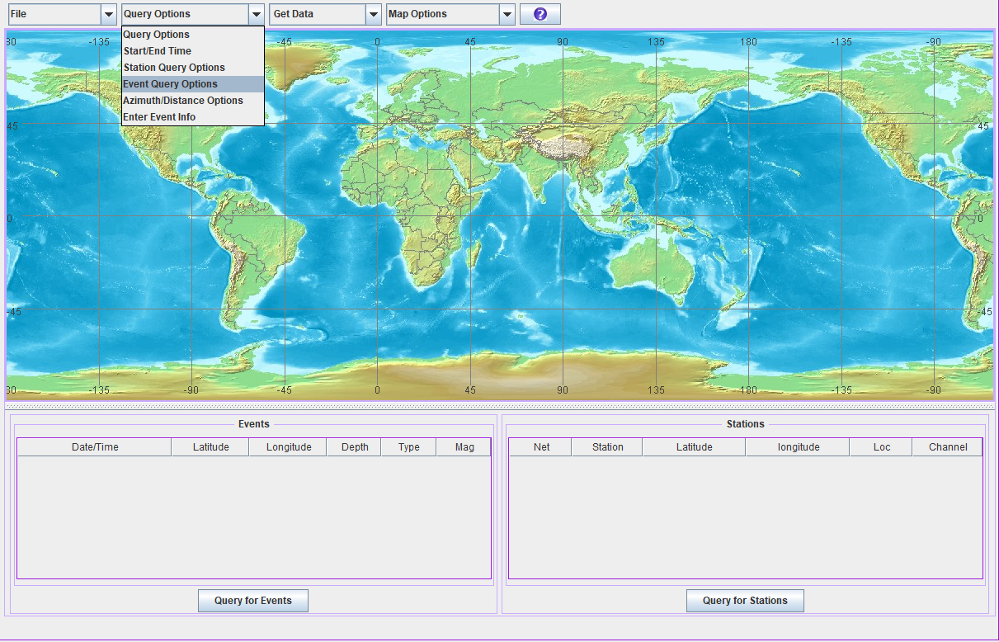 File Query Options Get Data Map Options ?
Query Options
Start/End Time
Station Query Options
Event Query Options
Azimuth/Distance Options
Enter Event Info
80 -135 -45 0 45 90 135 180 -135 -90
45 45
0 0
-45 -45
80 -135 -90 -45 0 45 90 135 180 -135 -90
Events
Date/Time Latitude Longitude Depth Type Mag
Query for Events
Stations
Net Station Latitude longitude Loc Channel
Query for Stations